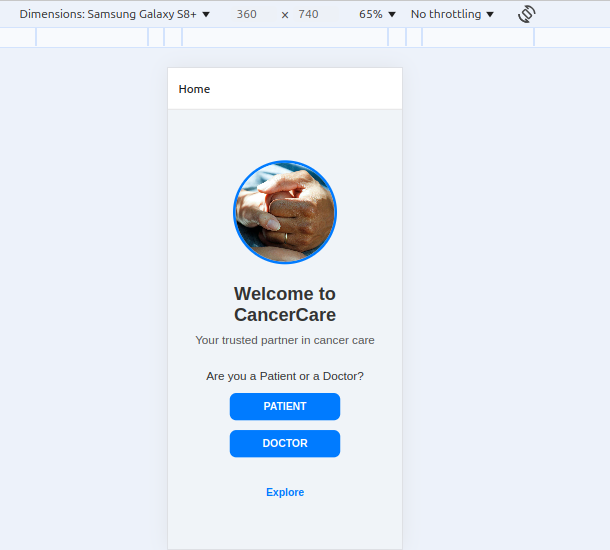 Dimensions: Samsung Galaxy S8+ 360 × 740 65% No throttling
Home
Welcome to
CancerCare
Your trusted partner in cancer care
Are you a Patient or a Doctor?
PATIENT
DOCTOR
Explore